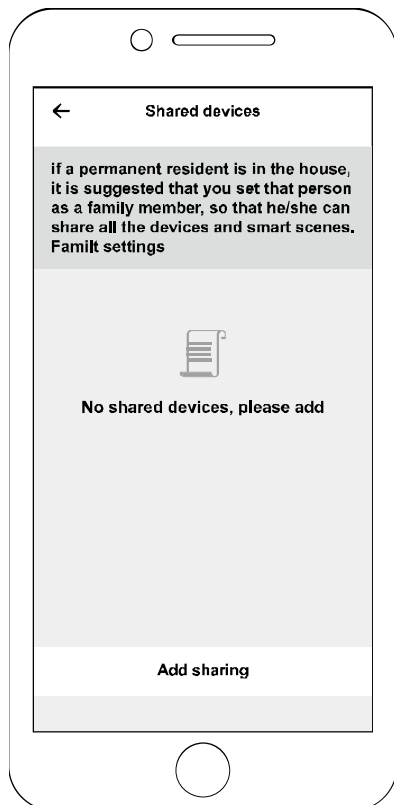 Shared devices
if a permanent resident is in the house,
it is suggested that you set that person
as a family member, so that he/she can
share all the devices and smart scenes.
Familt settings
No shared devices, please add
Add sharing